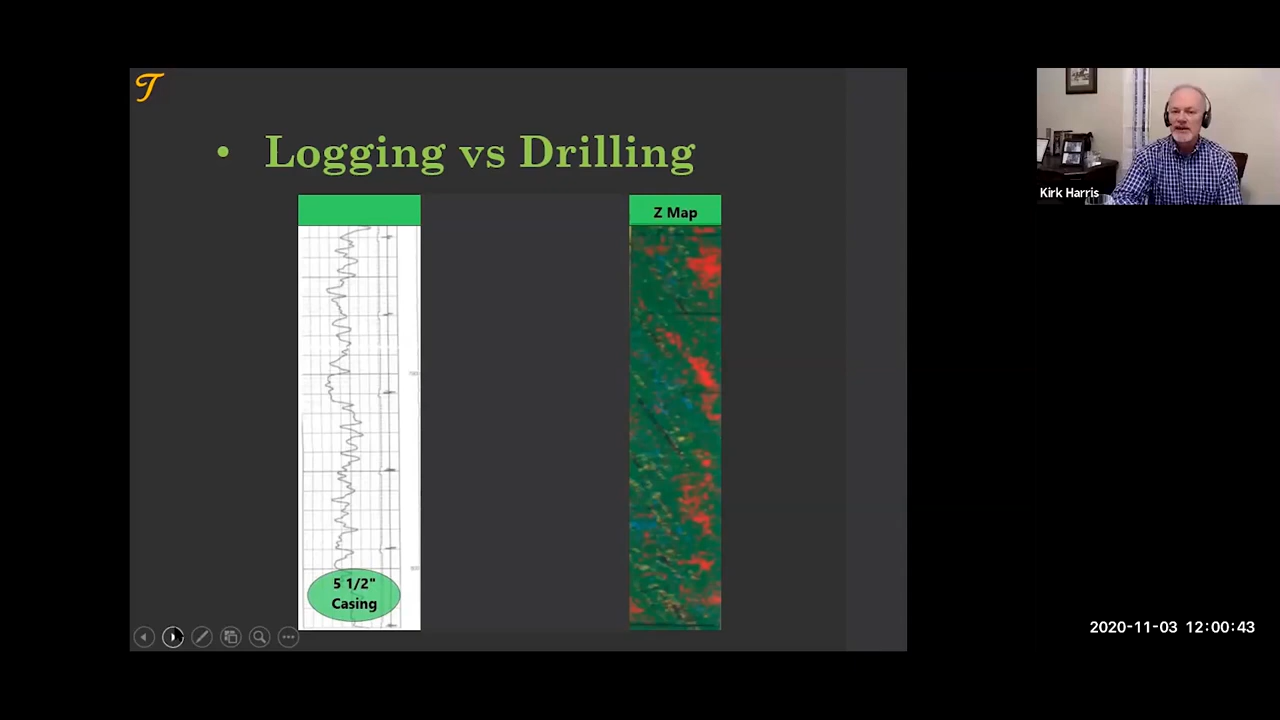 T
• Logging vs Drilling
Z Map
5 1/2"
Casing
Kirk Harris
2020-11-03 12:00:43